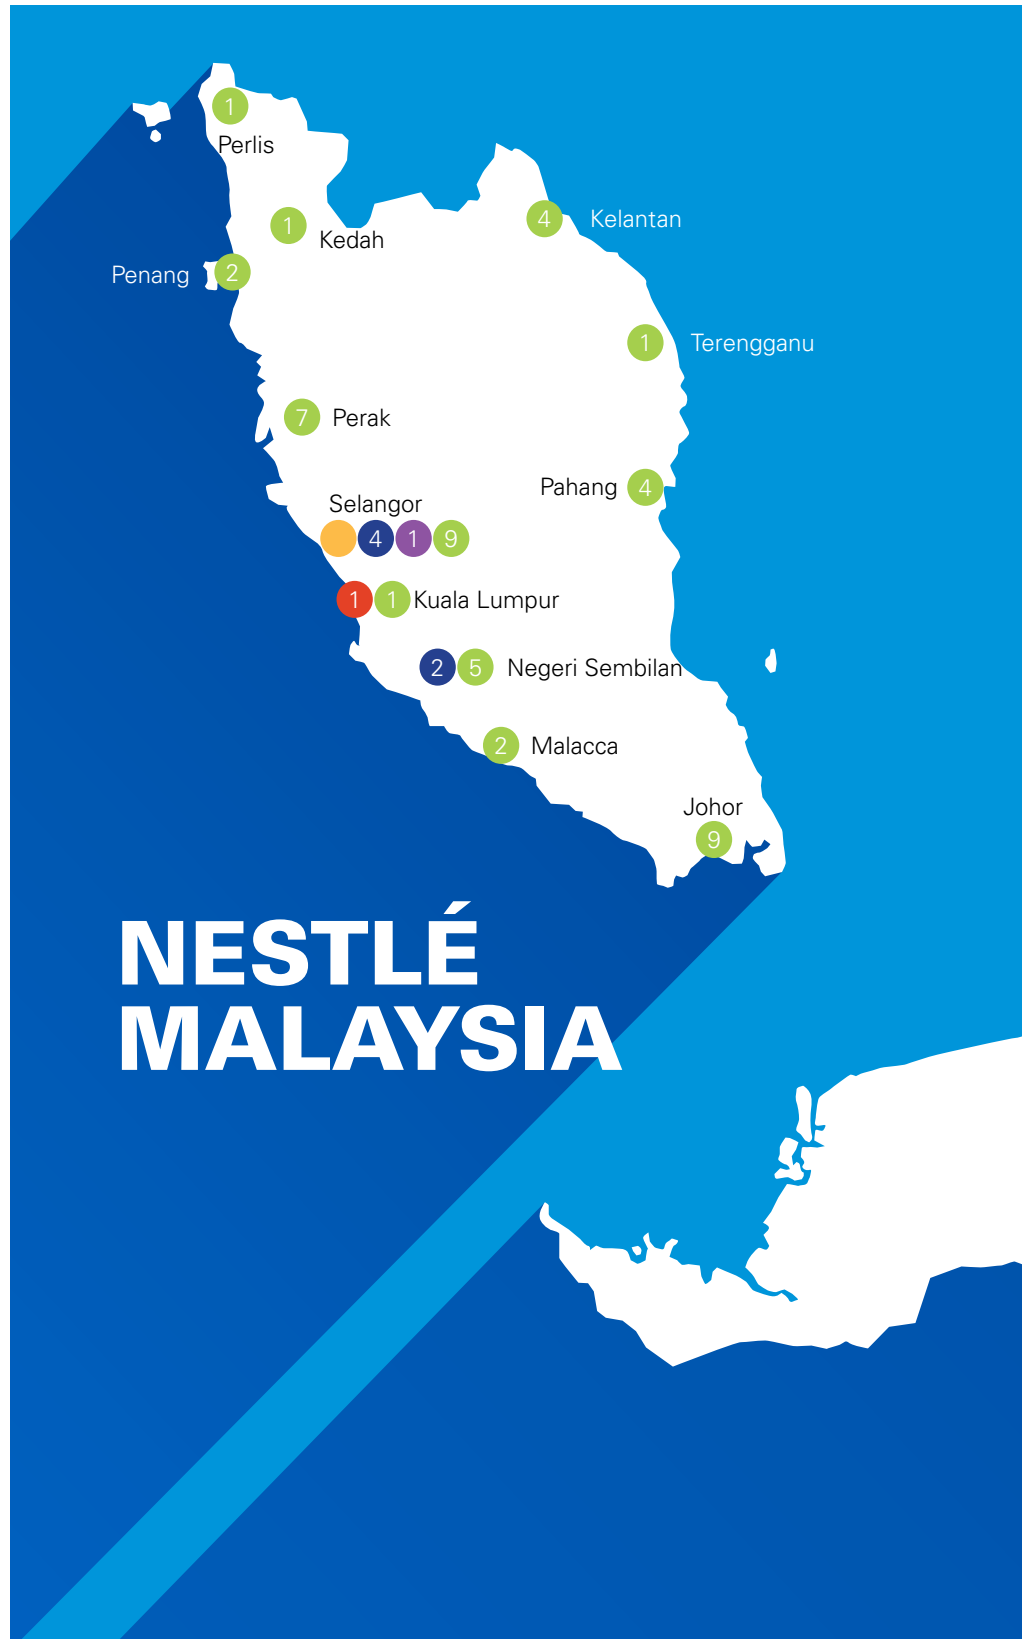 1
Perlis
4 Kelantan
1
Kedah
Penang 2
1 Terengganu
7 Perak
Pahang 4
Selangor
4 1 9
1 1 Kuala Lumpur
2 5 Negeri Sembilan
2 Malacca
Johor
9
NESTLÉ
MALAYSIA